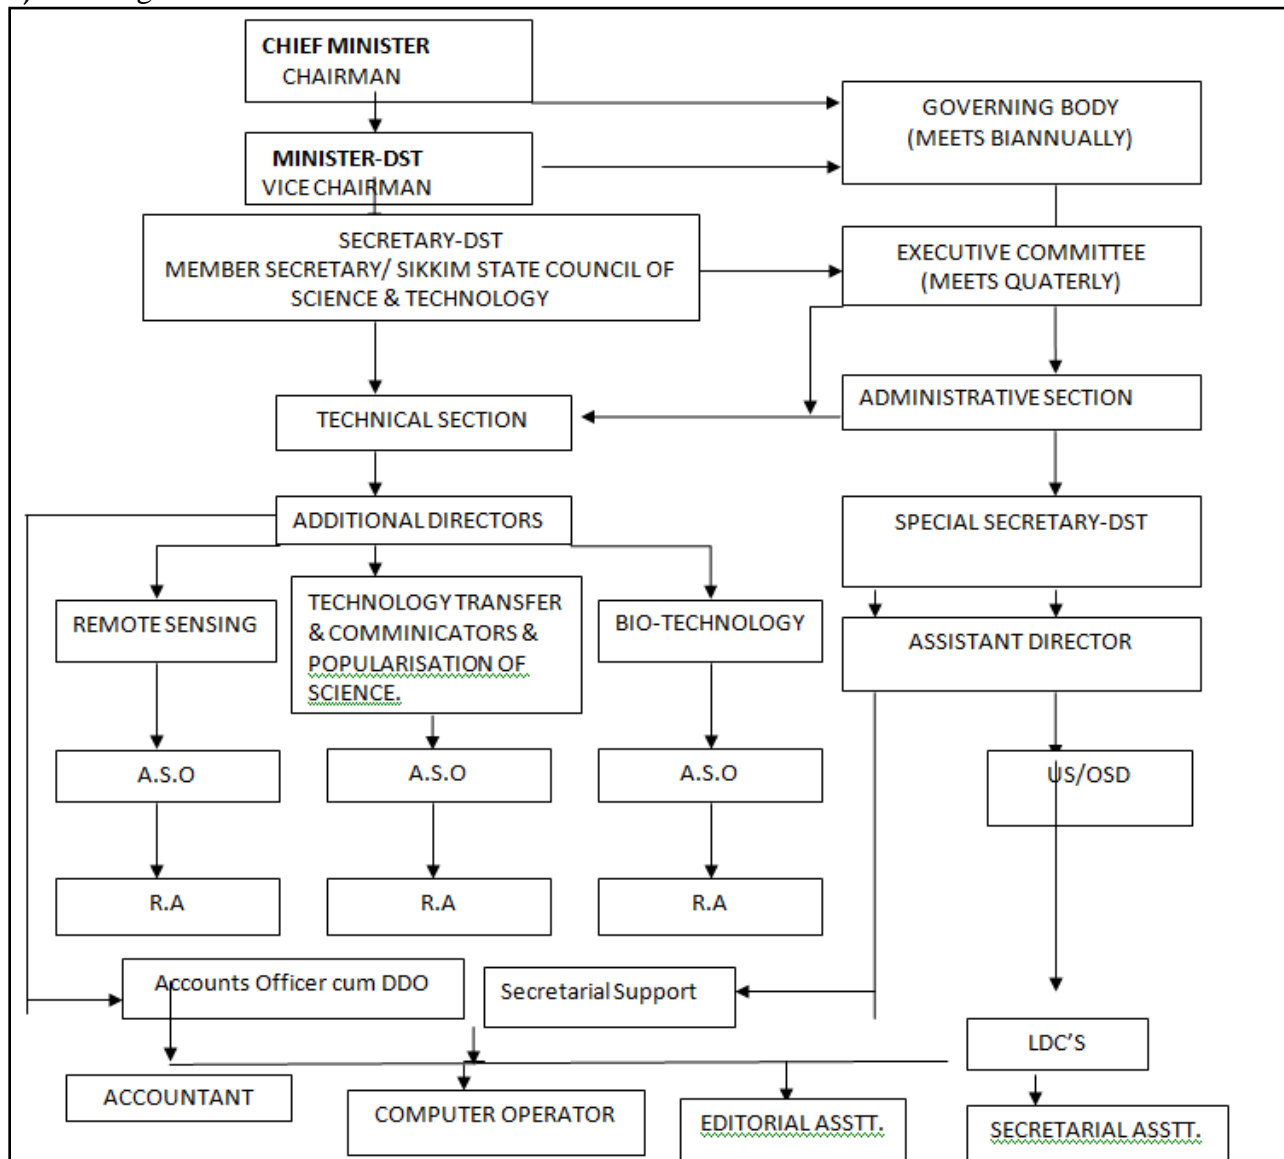 CHIEF MINISTER
CHAIRMAN
GOVERNING BODY
(MEETS BIANNUALLY)
MINISTER-DST
VICE CHAIRMAN
SECRETARY-DST
MEMBER SECRETARY/ SIKKIM STATE COUNCIL OF
SCIENCE & TECHNOLOGY
EXECUTIVE COMMITTEE
(MEETS QUATERLY)
TECHNICAL SECTION
ADMINISTRATIVE SECTION
ADDITIONAL DIRECTORS
SPECIAL SECRETARY-DST
REMOTE SENSING
TECHNOLOGY TRANSFER
& COMMINICATORS &
POPULARISATION OF
SCIENCE.
BIO-TECHNOLOGY
ASSISTANT DIRECTOR
A.S.O
A.S.O
A.S.O
US/OSD
R.A
R.A
R.A
Accounts Officer cum DDO
Secretarial Support
LDC'S
ACCOUNTANT
COMPUTER OPERATOR
EDITORIAL ASSTT.
SECRETARIAL ASSTT.